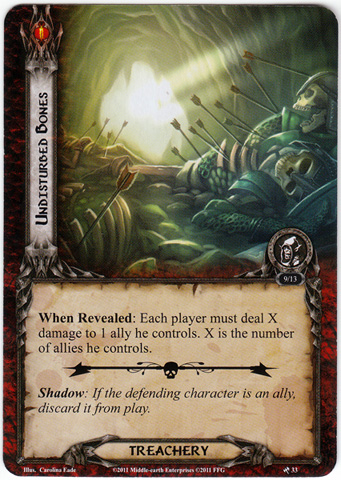 UNDISTURBED BONES
9/13
When Revealed: Each player must deal X
damage to 1 ally he controls. X is the number
of allies he controls.
Shadow: If the defending character is an ally,
discard it from play.
TREACHERY
Illus. Carolina Eade
©2011 Middle-earth Enterprises ©2011 FFG
33